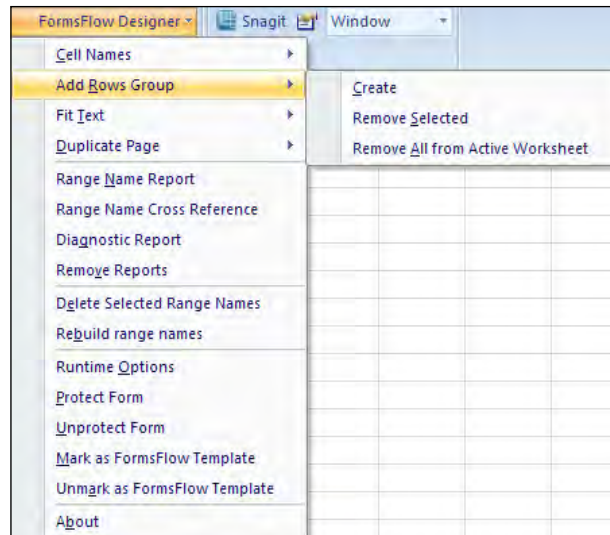 FormsFlow Designer
Snagit
Window
Cell Names
Add Rows Group
Fit Text
Duplicate Page
Range Name Report
Range Name Cross Reference
Diagnostic Report
Remove Reports
Delete Selected Range Names
Rebuild range names
Runtime Options
Protect Form
Unprotect Form
Mark as FormsFlow Template
Unmark as FormsFlow Template
About
Create
Remove Selected
Remove All from Active Worksheet